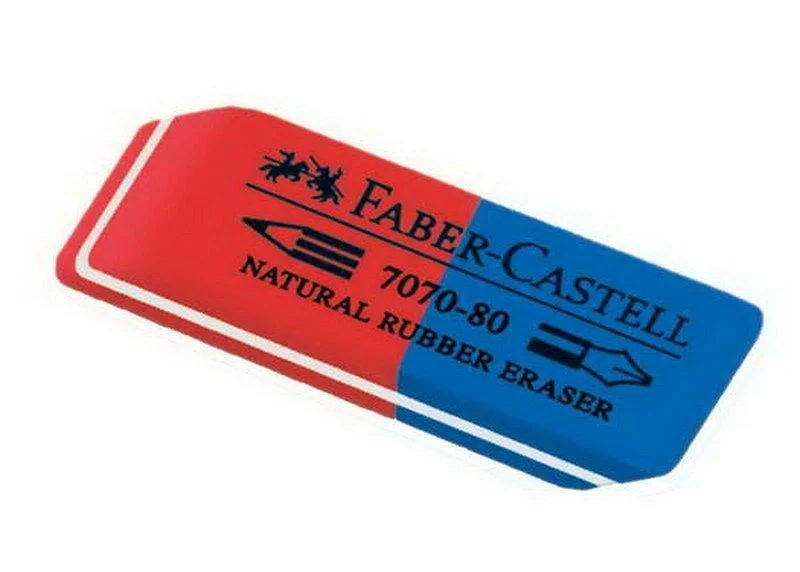 FABER-CASTELL
7070-80
NATURAL RUBBER ERASER